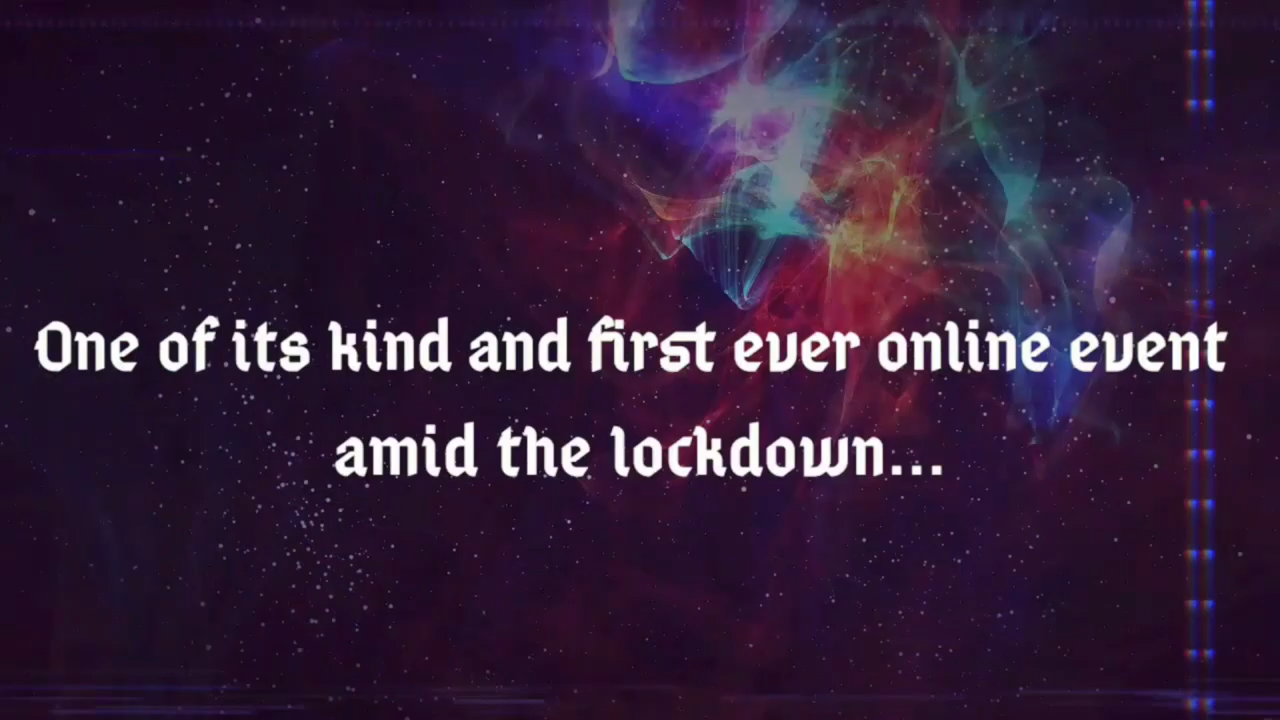 One of its kind and first ever online event
amid the lockdown...